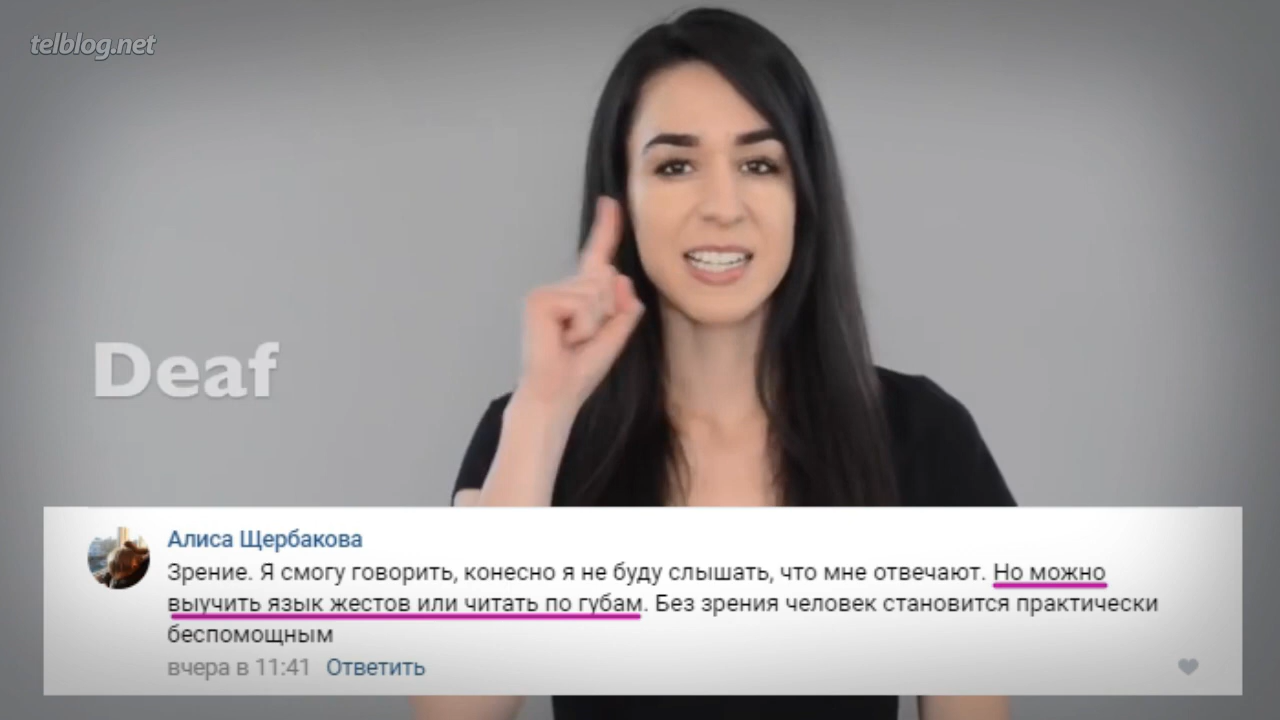 telblog.net
Deaf
Алиса Щербакова
Зрение. Я смогу говорить, конесно я не буду слышать, что мне отвечают. Но можно
выучить язык жестов или читать по губам. Без зрения человек становится практически
беспомощным
вчера в 11:41 Ответить